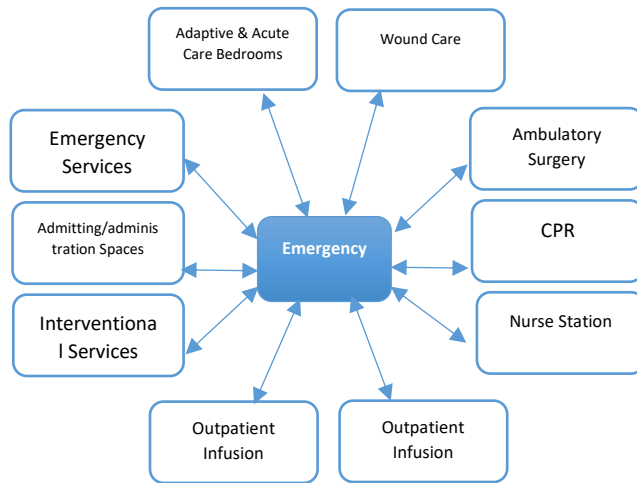 Adaptive & Acute
Care Bedrooms
Wound Care
Emergency
Services
Ambulatory
Surgery
Admitting/adminis
tration Spaces
Emergency
CPR
Interventiona
l Services
Nurse Station
Outpatient
Infusion
Outpatient
Infusion